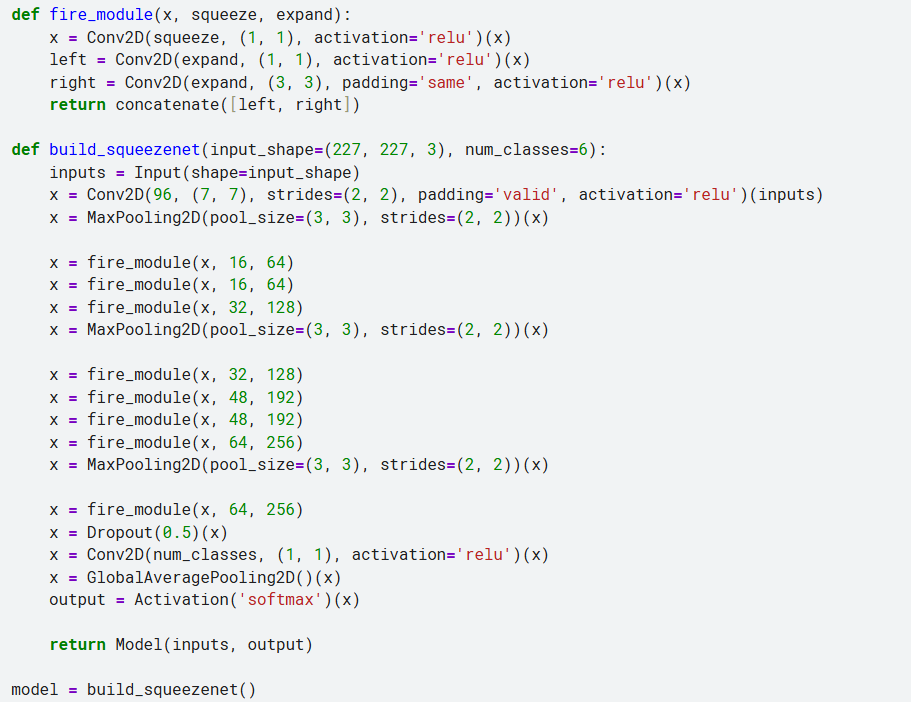 def fire_module(x, squeeze, expand):
    x = Conv2D(squeeze, (1, 1), activation='relu')(x)
    left = Conv2D(expand, (1, 1), activation='relu')(x)
    right = Conv2D(expand, (3, 3), padding='same', activation='relu')(x)
    return concatenate([left, right])

def build_squeezenet(input_shape=(227, 227, 3), num_classes=6):
    inputs = Input(shape=input_shape)
    x = Conv2D(96, (7, 7), strides=(2, 2), padding='valid', activation='relu')(inputs)
    x = MaxPooling2D(pool_size=(3, 3), strides=(2, 2))(x)

    x = fire_module(x, 16, 64)
    x = fire_module(x, 16, 64)
    x = fire_module(x, 32, 128)
    x = MaxPooling2D(pool_size=(3, 3), strides=(2, 2))(x)

    x = fire_module(x, 32, 128)
    x = fire_module(x, 48, 192)
    x = fire_module(x, 48, 192)
    x = fire_module(x, 64, 256)
    x = MaxPooling2D(pool_size=(3, 3), strides=(2, 2))(x)

    x = fire_module(x, 64, 256)
    x = Dropout(0.5)(x)
    x = Conv2D(num_classes, (1, 1), activation='relu')(x)
    x = GlobalAveragePooling2D()(x)
    output = Activation('softmax')(x)

    return Model(inputs, output)

model = build_squeezenet()